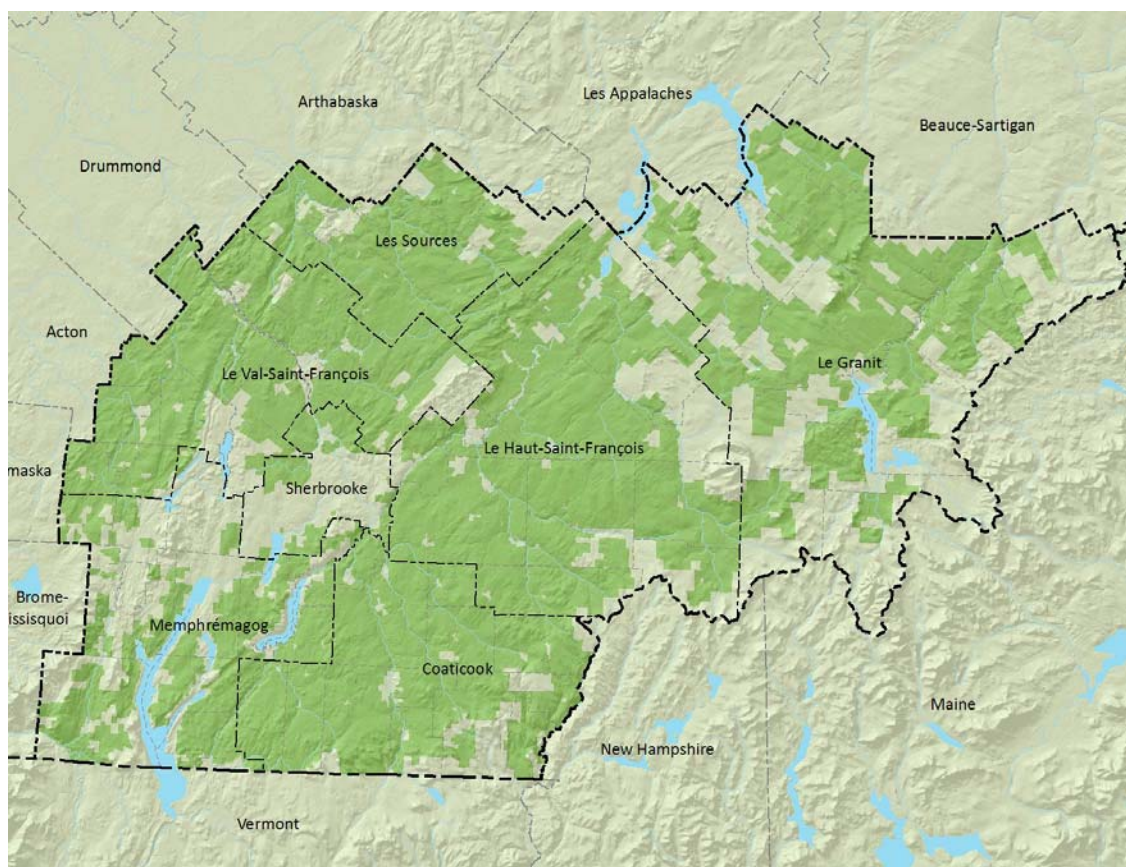 Les Appalaches
Arthabaska
Beauce-Sartigan
Drummond
Les Sources
Acton
Le Granit
Le Val-Saint-François
Le Haut-Saint-François
maska
Sherbrooke
Brome-
issisquoi
Memphrémagog
Coaticook
Maine
New Hampshire
Vermont